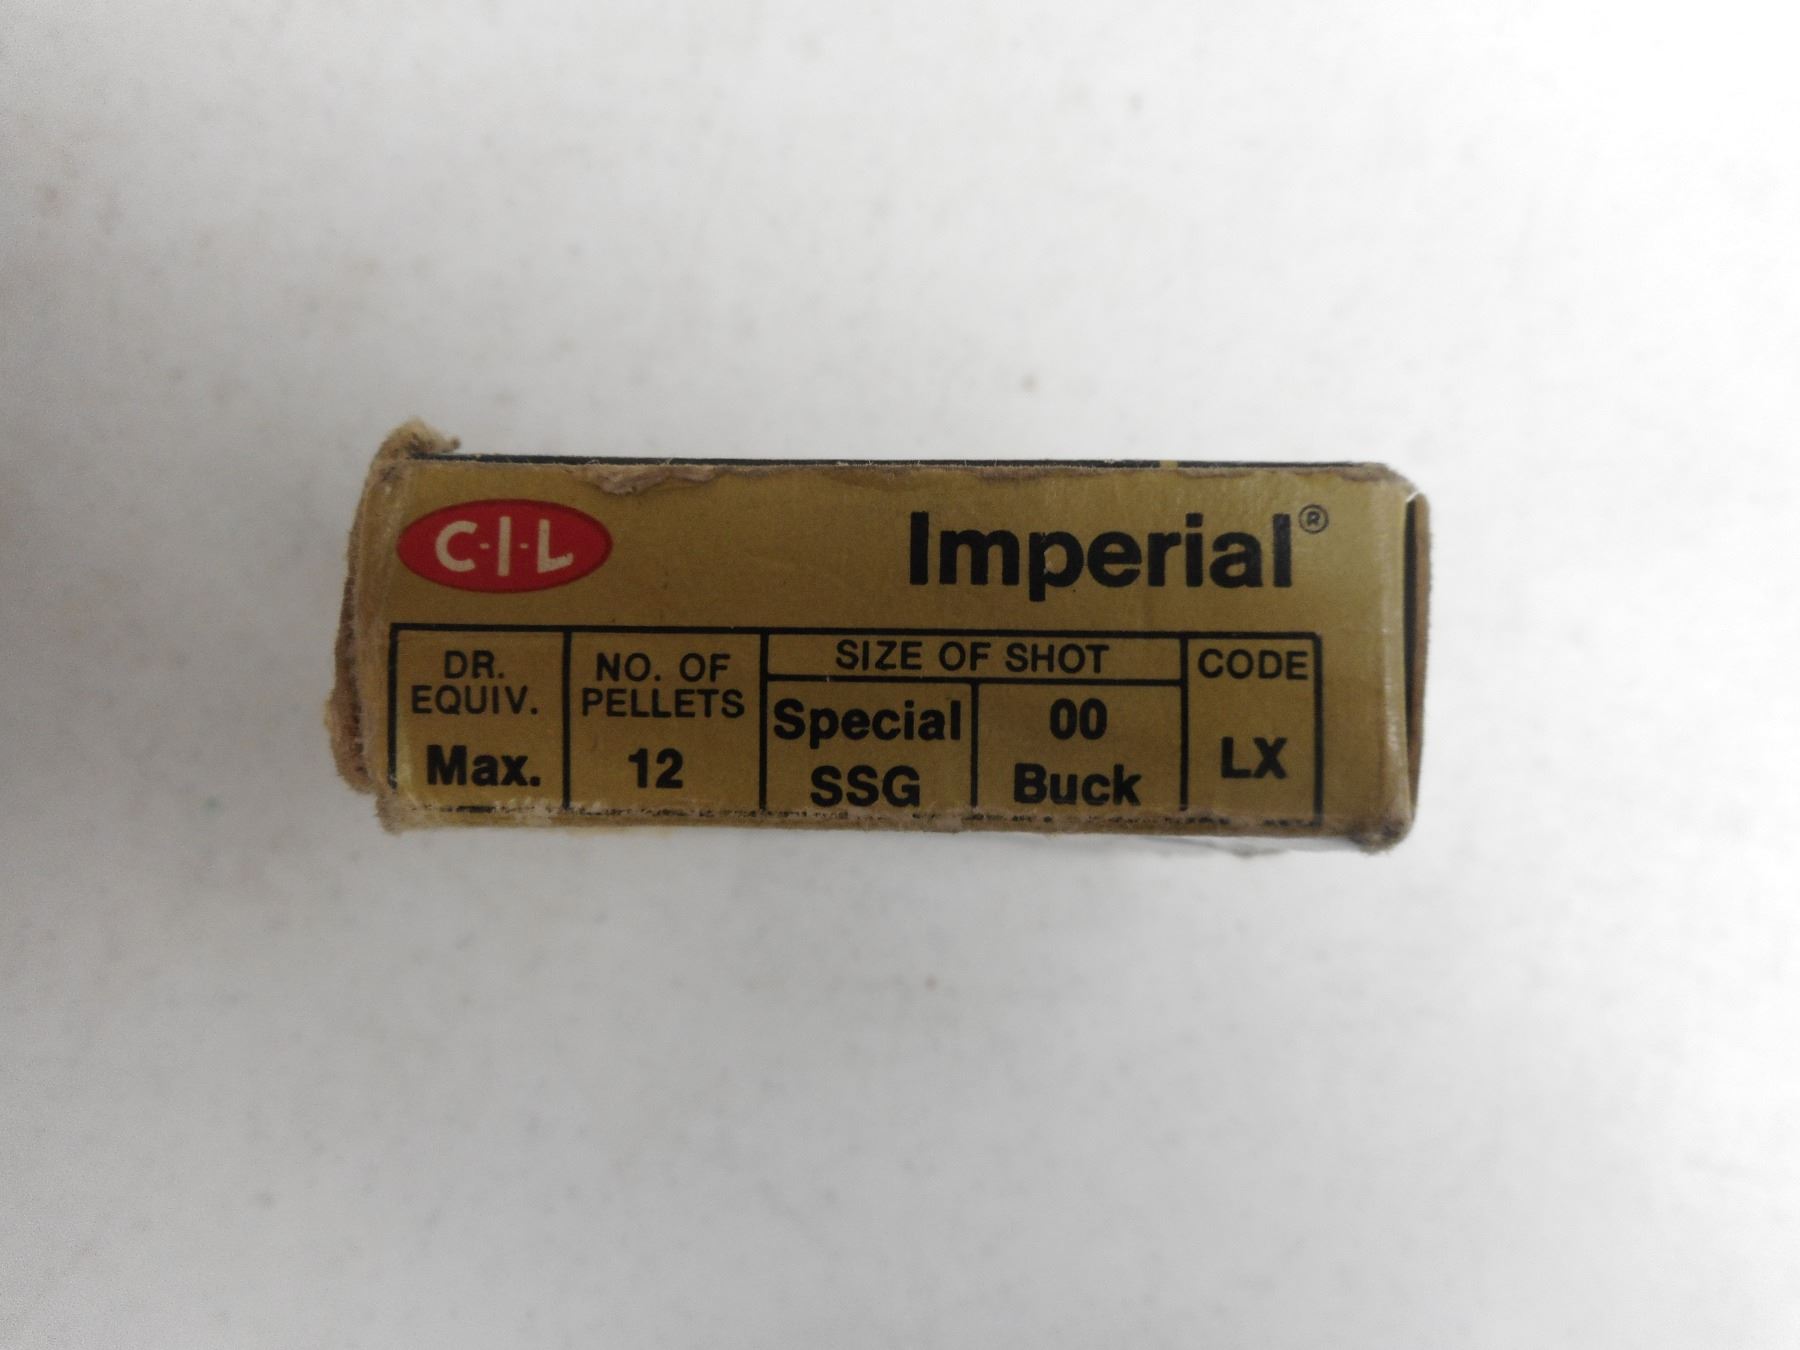 C-I-L
Imperial®
DR. EQUIV.
Max.
NO. OF PELLETS
12
SIZE OF SHOT
Special SSG
00 Buck
CODE
LX